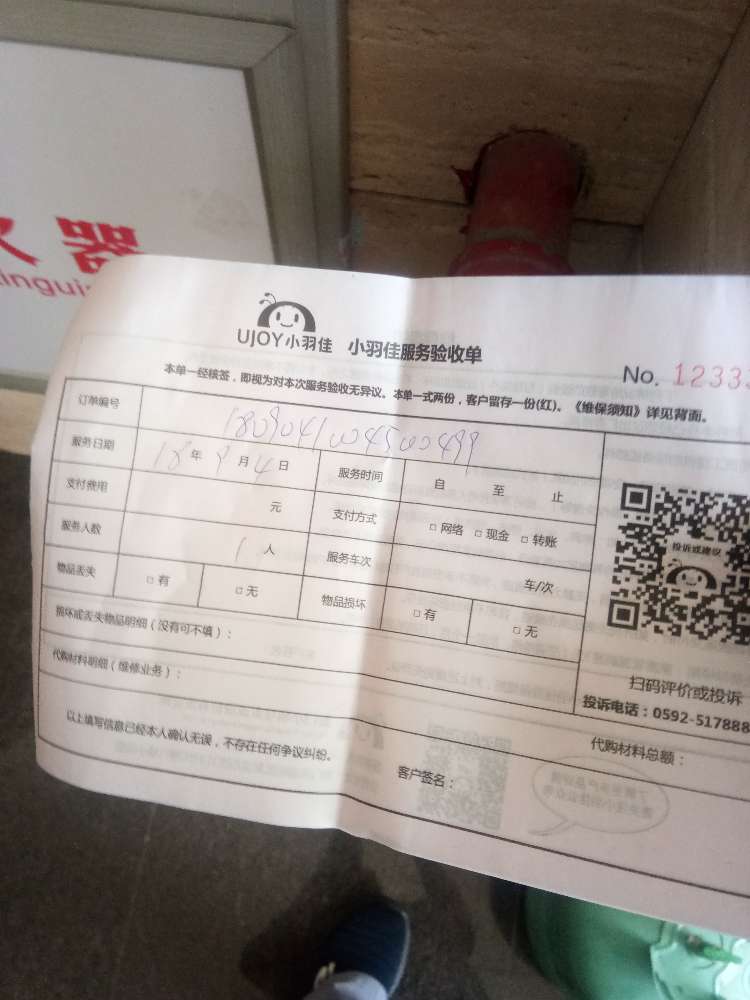 器
UJOY小羽佳 小羽佳服务验收单
No. 1233
本单一经核签，即视为对本次服务验收无异议。本单一式两份，客户留存一份(红)。《维保须知》详见背面。
订单编号
服务日期 18年9月4日 服务时间 自 至 止
支付费用 元 支付方式 □网络 □现金 □转账
服务人数 1人 服务车次 车/次
物品丢失 □有 □无 物品损坏 □有 □无
投诉或建议
损坏或丢失物品明细（没有可不填）：
扫码评价或投诉
代购材料明细（维修业务）：
投诉电话：0592-517888
代购材料总额：
以上填写信息已经本人确认无误，不存在任何争议纠纷。
客户签名：